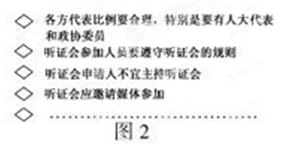 各方代表比例要合理，特别是要有人大代表
和政协委员
听证会参加人员要遵守听证会的规则
听证会申请人不宜主持听证会
听证会应邀请媒体参加
………………………………
图 2